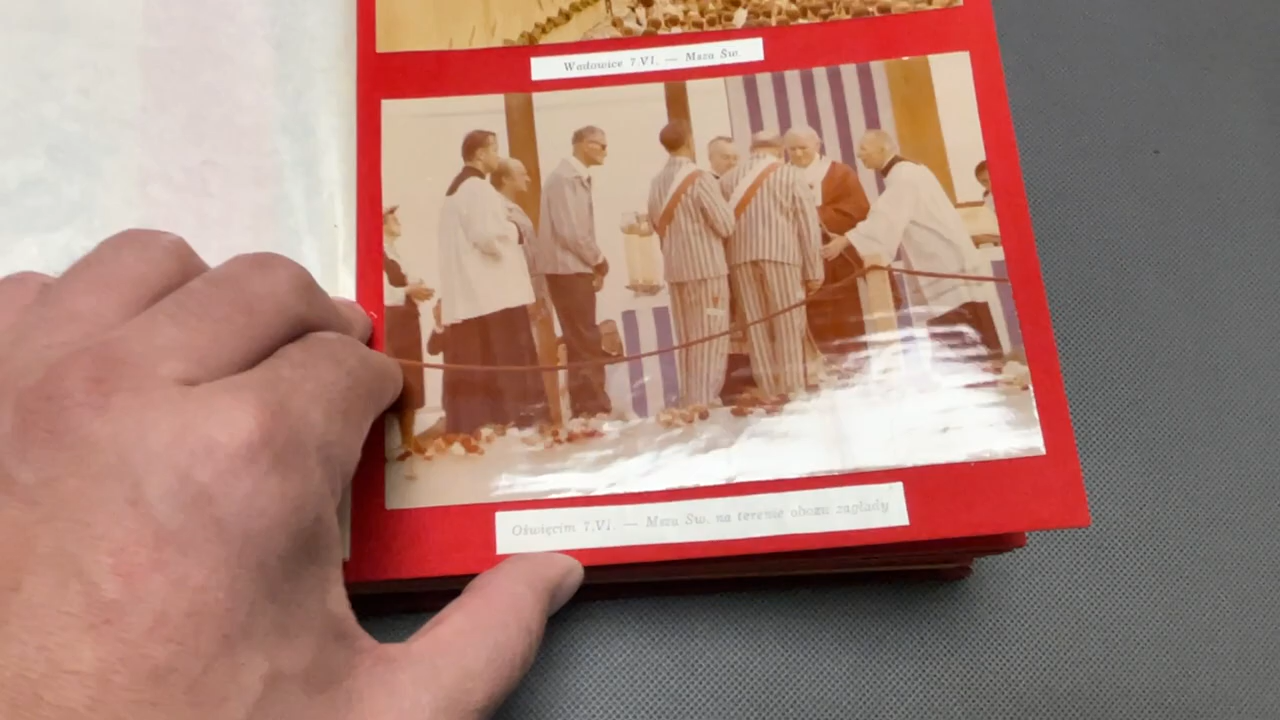 Wadowice 7.VI. — Msza Św.
Oświęcim 7.VI. — Msza Św. na terenie obozu zagłady